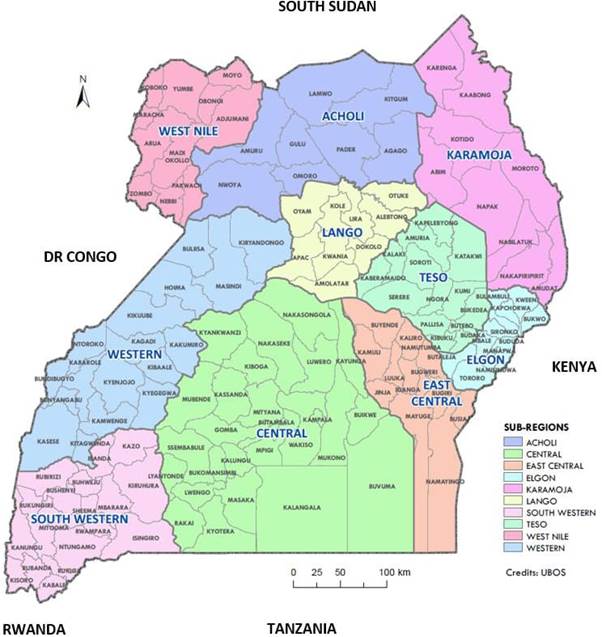 SOUTH SUDAN
N
MOYO
KOBOKO
YUMBE
OBONGI
MARACHA
ADJUMANI
WEST NILE
ARUA
MADI
OKOLLO
PAKWACH
ZOMBO
NEBBI
LAMWO
KITGUM
ACHOLI
AMURU
GULU
PADER
AGAGO
OMORO
NWOYA
KARENGA
KAABONG
KOTIDO
KARAMOJA
ABIM
MOROTO
NAPAK
NABILATUK
NAKAPIRIPIRIT
AMUDAT
OTUKE
KOLE
OYAM
LIRA
ALEBTONG
LANGO
DOKOLO
APAC
KWANIA
AMOLATAR
KAPELEBYONG
AMURIA
KATAKWI
KALAKI
SOROTI
TESO
KABERAMAIDO
SERERE
NGORA
KUMI
BUKEDEA
PALLISA
BUTEBO
KIBUKU
BUDAKA
BULAMBULI
KWEEN
KAPCHORWA
BUKWO
SIRONKO
MBALE
BUDUDA
MANAFWA
ELGON
NAMISINDWA
TORORO
BUTALEJA
DR CONGO
KIRYANDONGO
BULIISA
HOIMA
MASINDI
KIKUUBE
KAGADI
KAKUMIRO
NTOROKO
WESTERN
KABAROLE
KIBAALE
BUNDIBUGYO
KYENJOJO
BUNYANGABU
KYEGEGWA
KAMWENGE
KASESE
KITAGWENDA
NAKASONGOLA
KYANKWANZI
NAKASEKE
KIBOGA
LUWERO
KAYUNGA
MUBENDE
KASSANDA
MITYANA
BUTAMBALA
KAMPALA
BUIKWE
GOMBA
CENTRAL
WAKISO
MPIGI
MUKONO
SSEMBABULE
KALUNGU
BUKOMANSIMBI
LYANTONDE
LWENGO
MASAKA
BUVUMA
KALANGALA
RAKAI
KYOTERA
BUYENDE
KALIRO
KAMULI
NAMUTUMBA
BUGWERI
LUUKA
EAST
CENTRAL
JINJA
IGANGA
BUGIRI
MAYUGE
BUSIA
NAMAYINGO
IBANDA
KAZO
RUBIRIZI
BUHWEJU
KIRUHURA
BUSHENYI
SHEEMA
MBARARA
RUKUNGIRI
SOUTH WESTERN
MITOOMA
RWAMPARA
ISINGIRO
KANUNGU
NTUNGAMO
RUBANDA
RUKIGA
KISORO
KABALE
KENYA
SUB-REGIONS
ACHOLI
CENTRAL
EAST CENTRAL
ELGON
KARAMOJA
LANGO
SOUTH WESTERN
TESO
WEST NILE
WESTERN
Credits: UBOS
0 25 50 100 km
RWANDA
TANZANIA